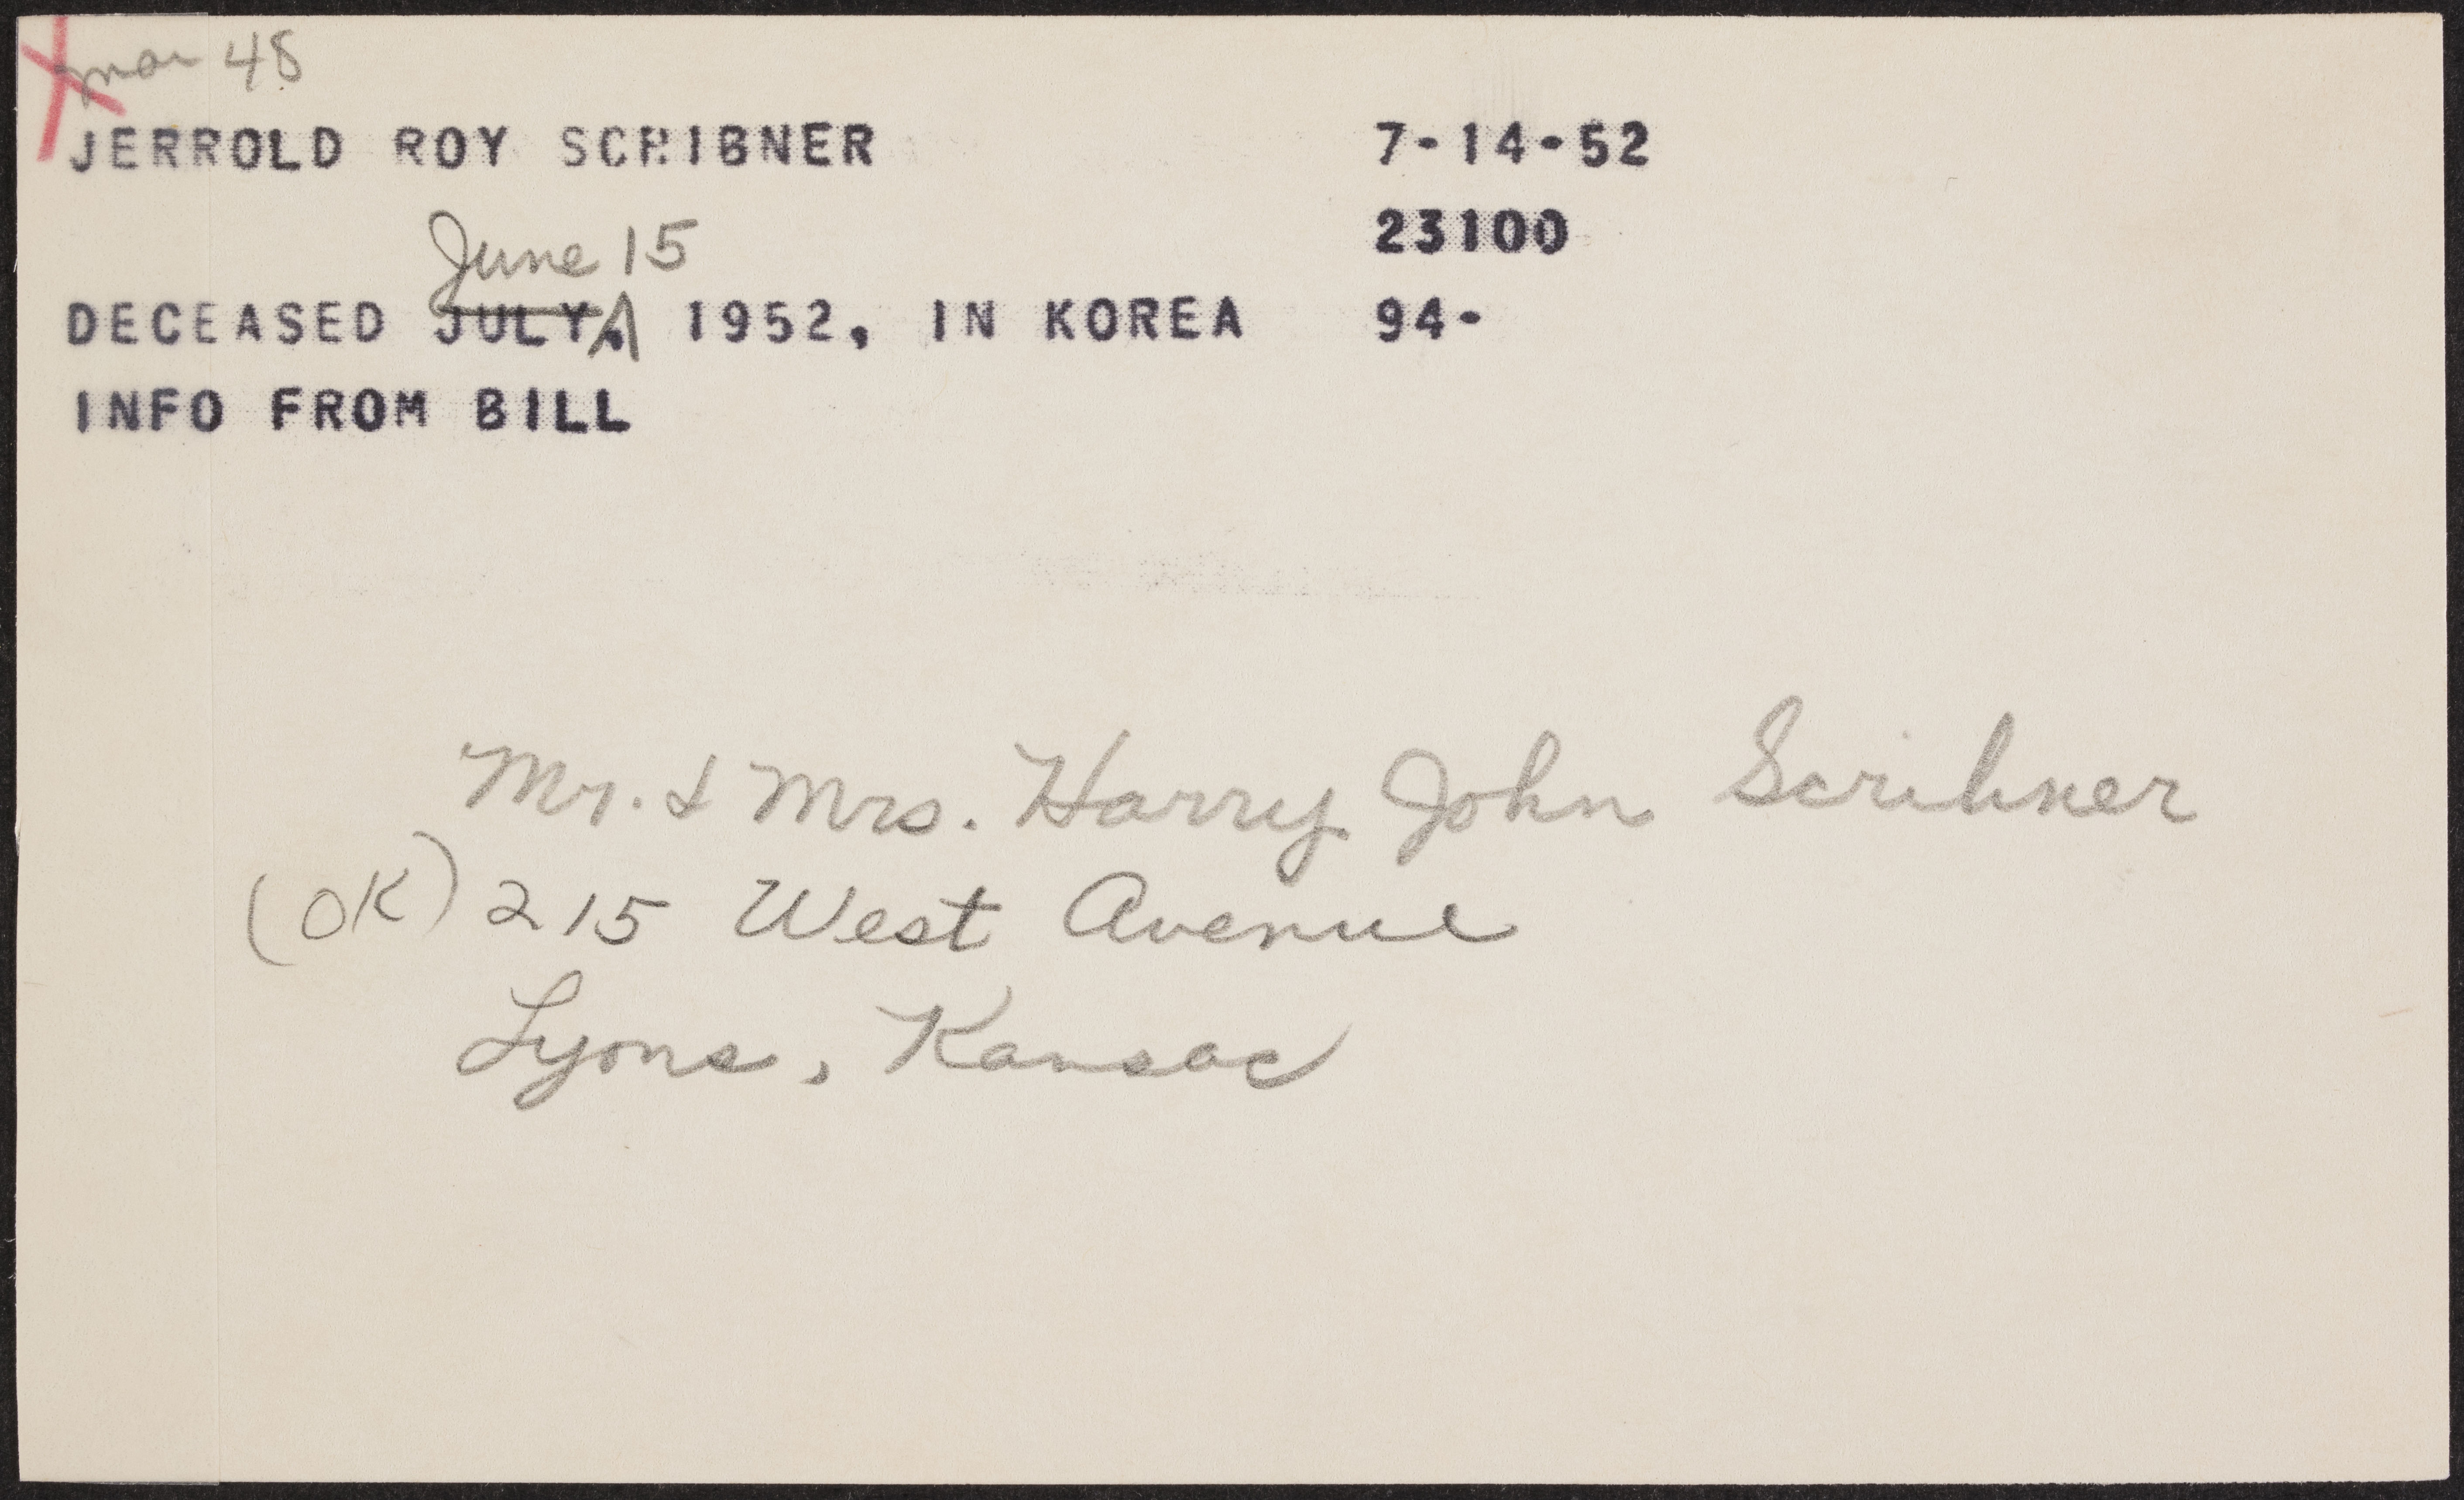 mar 48
JERROLD ROY SCRIBNER 7-14-52
23100
June 15
DECEASED JULY, 1952, IN KOREA 94-
INFO FROM BILL
Mr. & Mrs. Harry John Scribner
(OK) 215 West Avenue
Lyons, Kansas